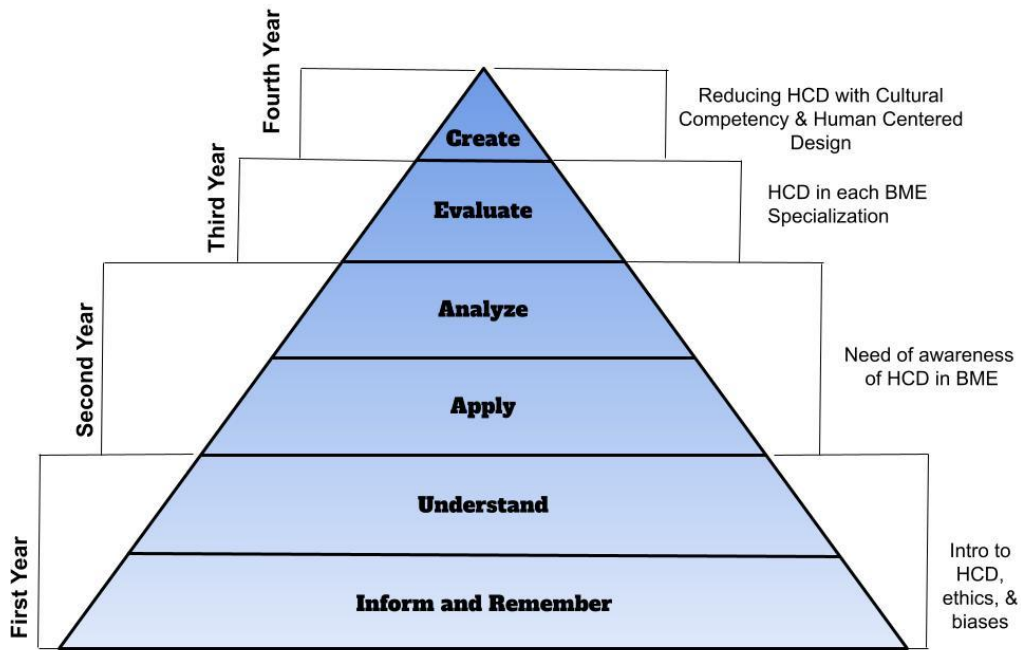 Fourth Year
Create
Reducing HCD with Cultural
Competency & Human Centered
Design
Third Year
Evaluate
HCD in each BME
Specialization
Second Year
Analyze
Apply
Need of awareness
of HCD in BME
First Year
Understand
Inform and Remember
Intro to
HCD,
ethics, &
biases